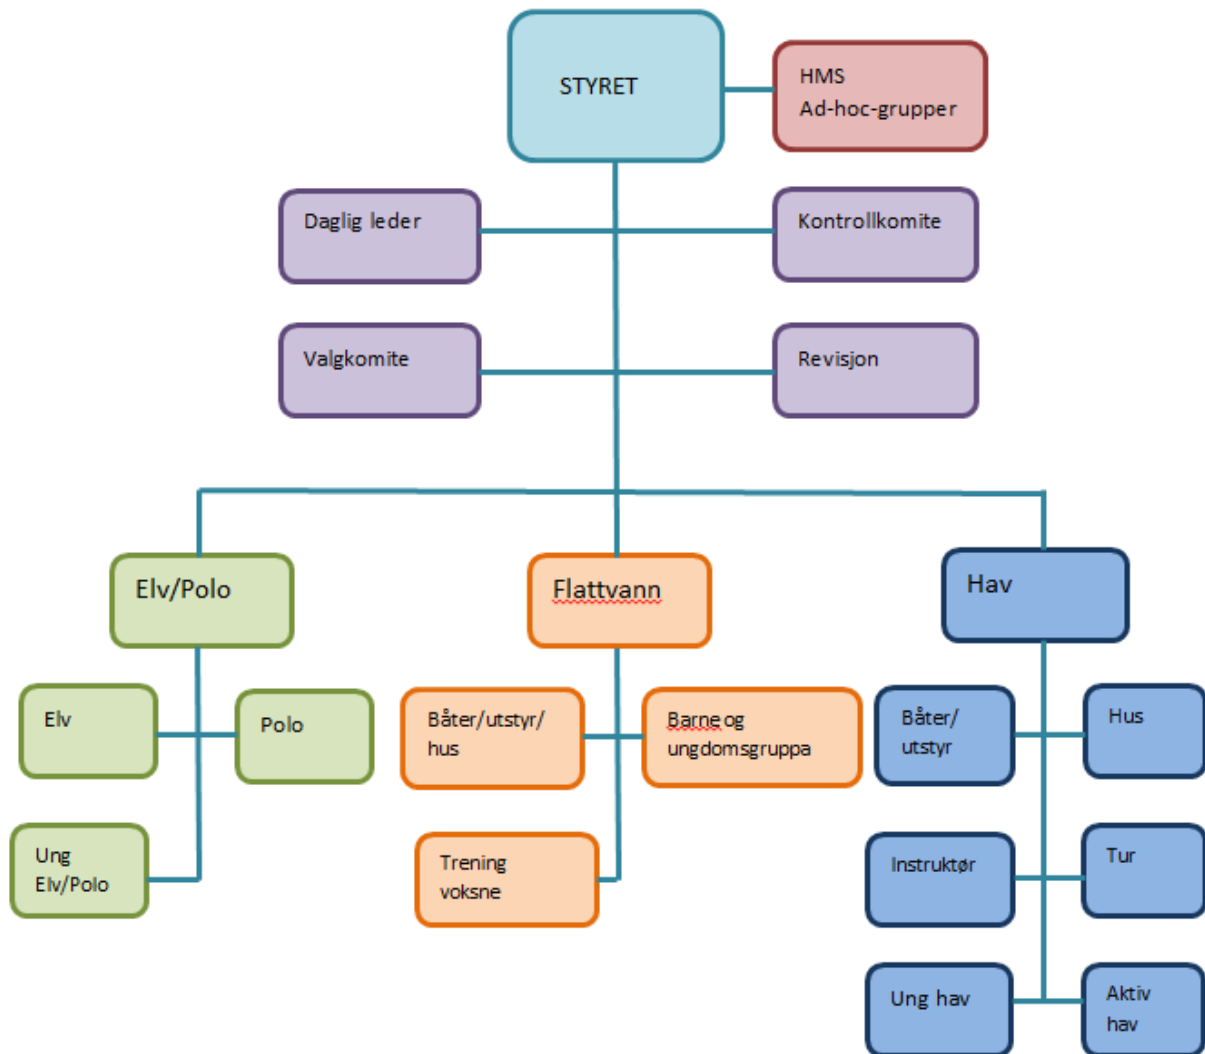 STYRET
HMS
Ad-hoc-grupper
Daglig leder
Kontrollkomite
Valgkomite
Revisjon
Elv/Polo
Flattvann
Hav
Elv
Polo
Båter/utstyr/
hus
Barne og
ungdomsgruppa
Båter/
utstyr
Hus
Ung
Elv/Polo
Trening
voksne
Instruktør
Tur
Ung hav
Aktiv
hav